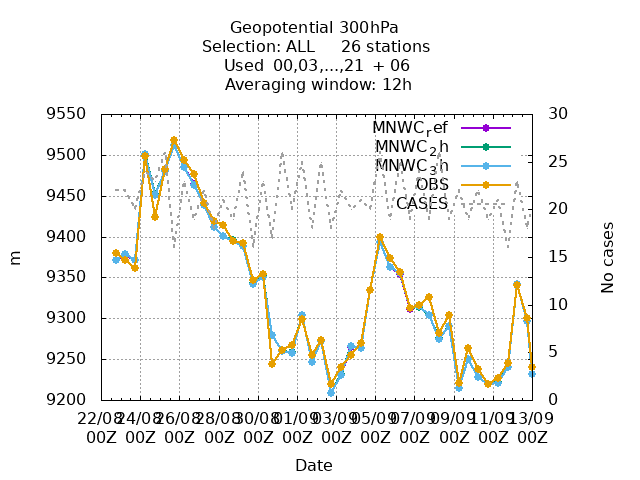 Geopotential 300hPa
Selection: ALL 26 stations
Used 00,03,...,21 + 06
Averaging window: 12h
9550
9500
9450
9400
9350
9300
9250
9200
m
30
25
20
15
10
5
0
No cases
MNWCref
MNWC2h
MNWC3h
OBS
CASES
22/08 24/08 26/08 28/08 30/08 01/09 03/09 05/09 07/09 09/09 11/09 13/09
00Z 00Z 00Z 00Z 00Z 00Z 00Z 00Z 00Z 00Z 00Z 00Z
Date